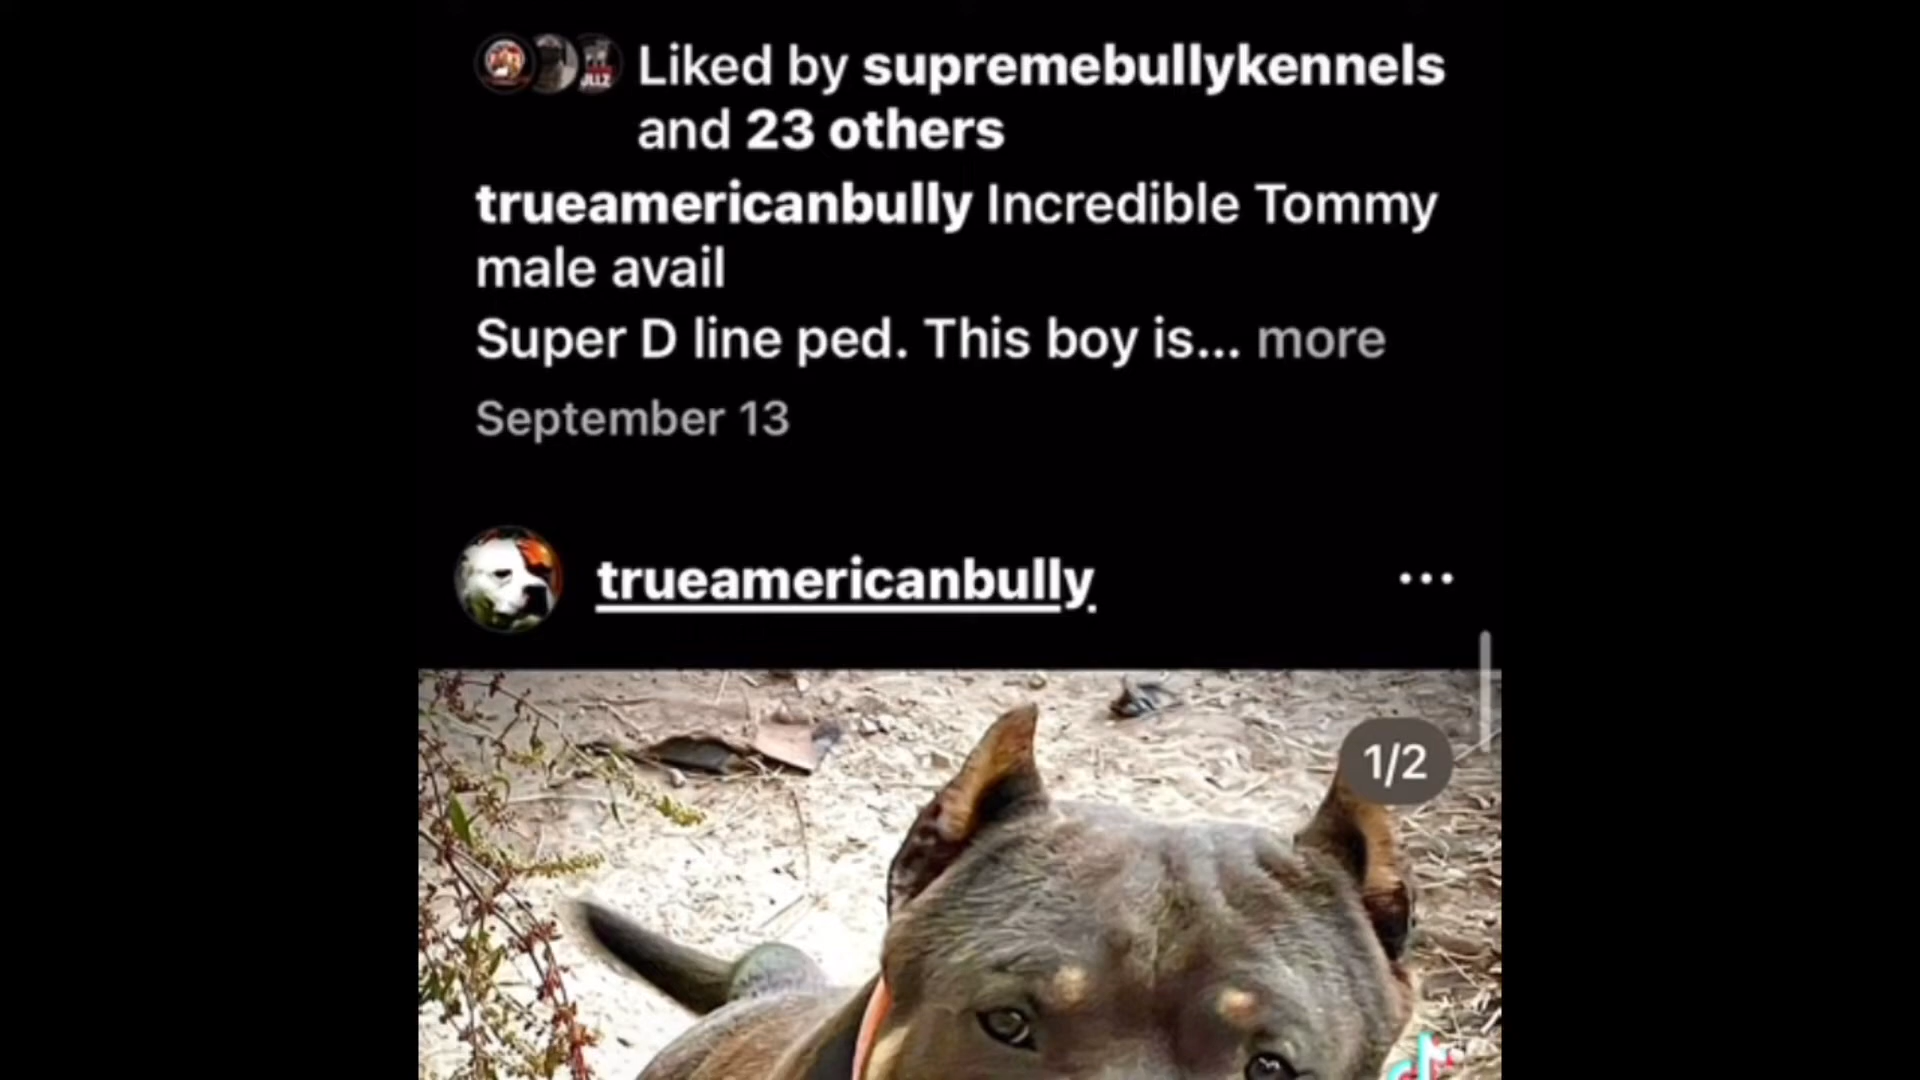 Liked by supremebullykennels
and 23 others
trueamericanbully Incredible Tommy
male avail
Super D line ped. This boy is... more
September 13
trueamericanbully
1/2